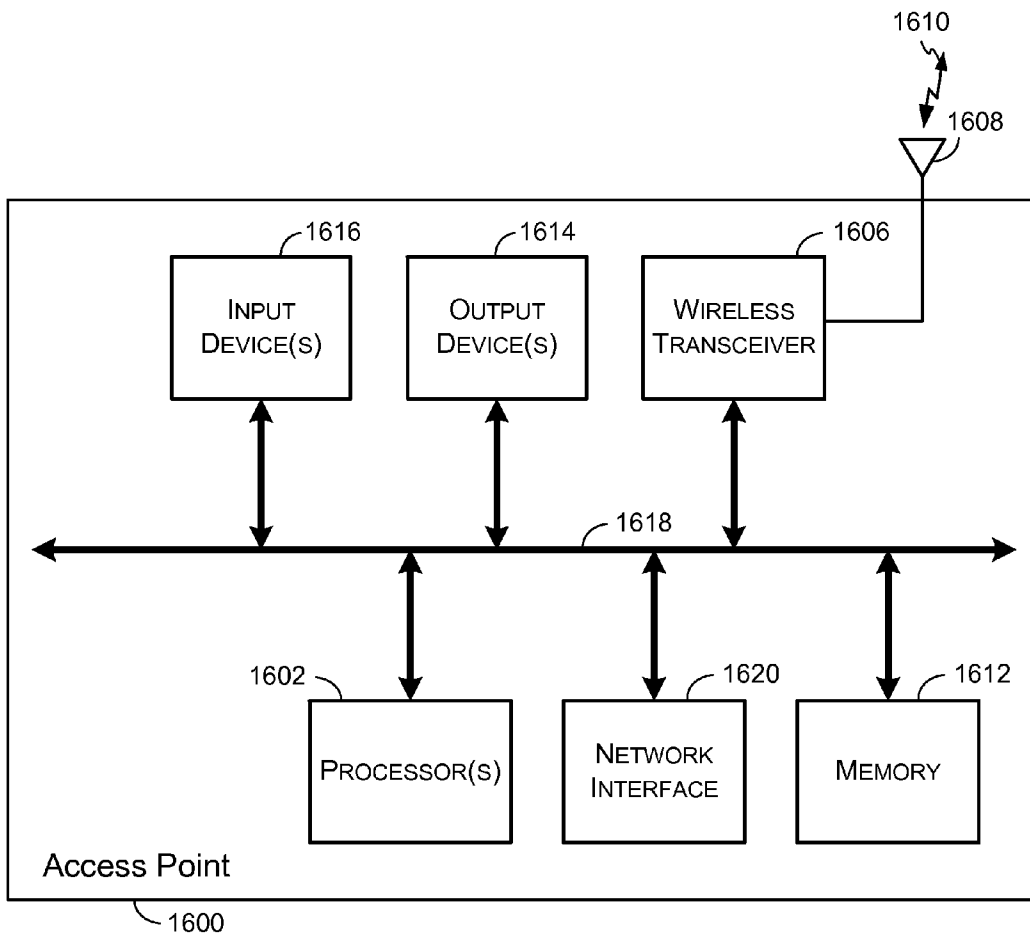 1610
1608
1616
1614
1606
INPUT
DEVICE(S)
OUTPUT
DEVICE(S)
WIRELESS
TRANSCEIVER
1618
1602
1620
1612
PROCESSOR(S)
NETWORK
INTERFACE
MEMORY
Access Point
1600